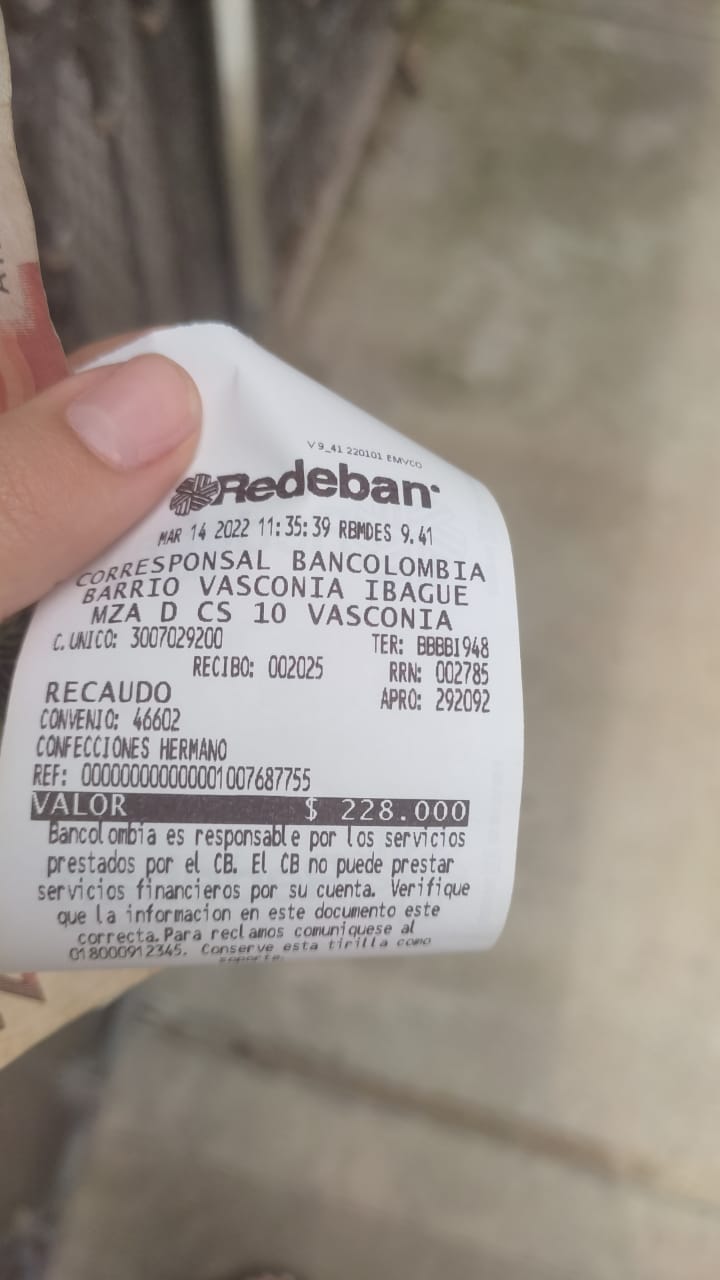 V 9_41 220101 EMVCO
Redeban
MAR 14 2022 11:35:39 RBMDES 9.41
CORRESPONSAL BANCOLOMBIA
BARRIO VASCONIA IBAGUE
MZA D CS 10 VASCONIA
C. UNICO: 3007029200 TER: BBBBI948
RECIBO: 002025 RRN: 002785
RECAUDO APRO: 292092
CONVENIO: 46602
CONFECCIONES HERMANO
REF: 0000000000000001007687755
VALOR $ 228.000
Bancolombia es responsable por los servicios
prestados por el CB. El CB no puede prestar
servicios financieros por su cuenta. Verifique
que la informacion en este documento este
correcta. Para reclamos comuniquese al
018000912345. Conserve esta tirilla como
soporte.